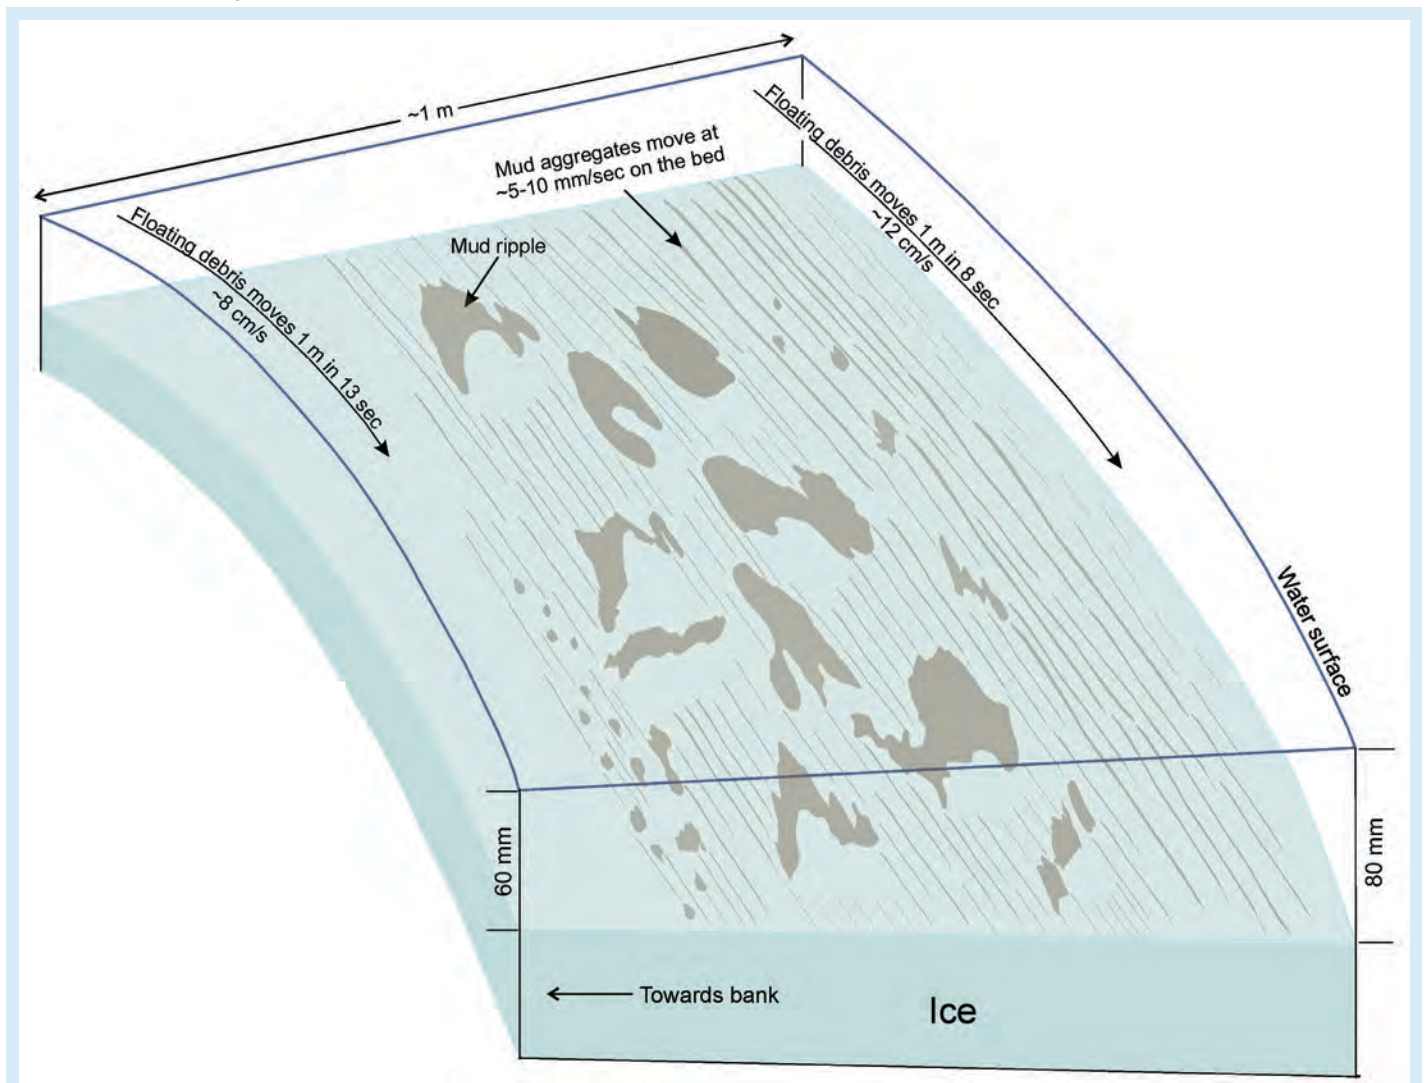 ~1 m
Mud aggregates move at
~5-10 mm/sec on the bed
Floating debris moves 1 m in 8 sec
~12 cm/s
Floating debris moves 1 m in 13 sec
~8 cm/s
Mud ripple
Water surface
60 mm
80 mm
Towards bank
Ice